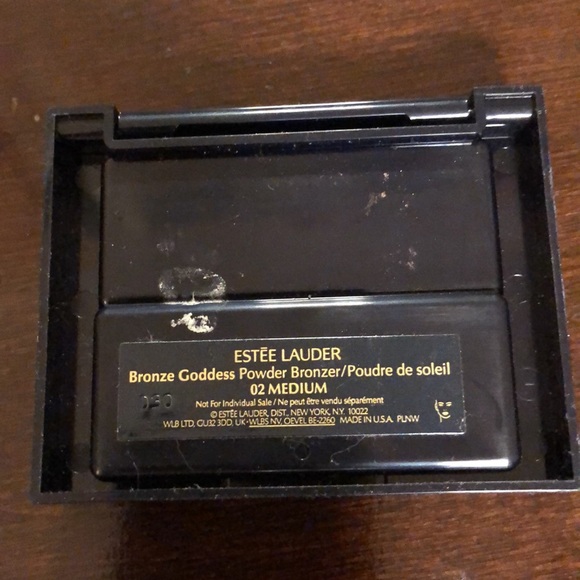 ESTĒE LAUDER
Bronze Goddess Powder Bronzer/Poudre de soleil
02 MEDIUM
Not For Individual Sale / Ne peut être vendu séparément
© ESTĒE LAUDER, DIST., NEW YORK, N.Y. 10022
WLB LTD, GU32 3DD, UK • WLBS NV. OEVEL BE-2260 MADE IN U.S.A. PLNW